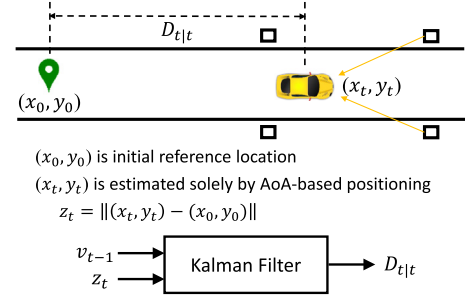 D_{t|t}
(x_0, y_0)
(x_t, y_t)
(x_0, y_0) is initial reference location
(x_t, y_t) is estimated solely by AoA-based positioning
z_t = ‖(x_t, y_t) − (x_0, y_0)‖
v_{t−1}
z_t
Kalman Filter
D_{t|t}